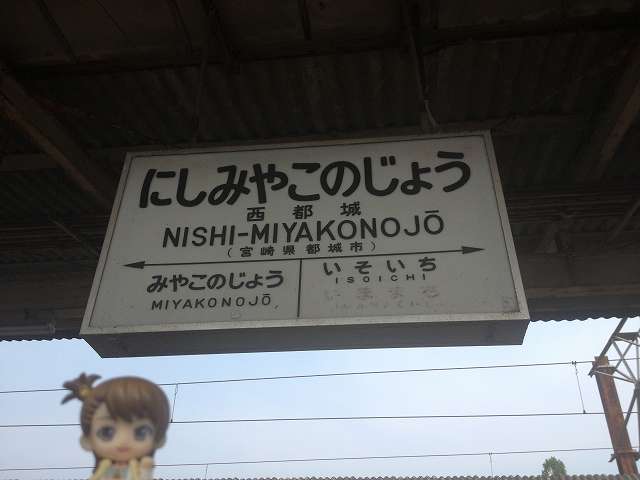 にしみやこのじょう
西都城
NISHI-MIYAKONOJŌ
(宮崎県都城市)
みやこのじょう
MIYAKONOJŌ
いそいち
ISOICHI